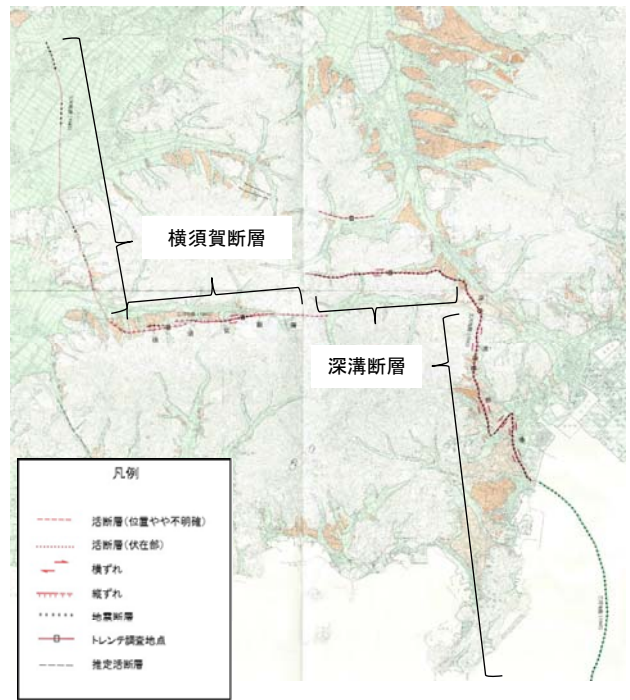 横須賀断層
深溝断層
凡例
活断層(位置やや不明確)
活断層(伏在部)
横ずれ
縦ずれ
地震断層
トレンチ調査地点
推定活断層